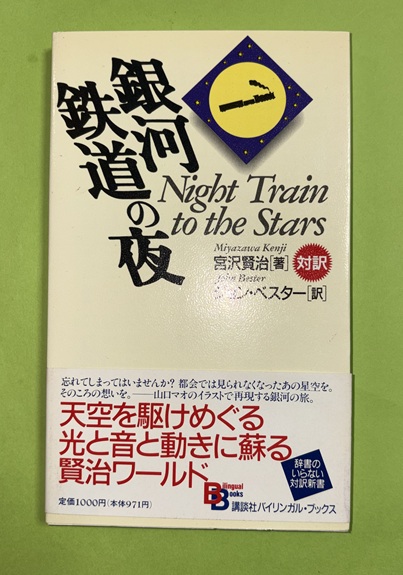 銀河
鉄道の夜
Night Train
to the Stars
Miyazawa Kenji
宮沢賢治[著]
対訳
John Bester
ジョン・ベスター[訳]
忘れてしまってはいませんか? 都会では見られなくなったあの星空を。
そのころの想いを。——山口マオのイラストで再現する銀河の旅。
天空を駆けめぐる
光と音と動きに蘇る
賢治ワールド
辞書の
いらない
対訳新書
定価1000円(本体971円)
Bilingual
Books
講談社バイリンガル・ブックス